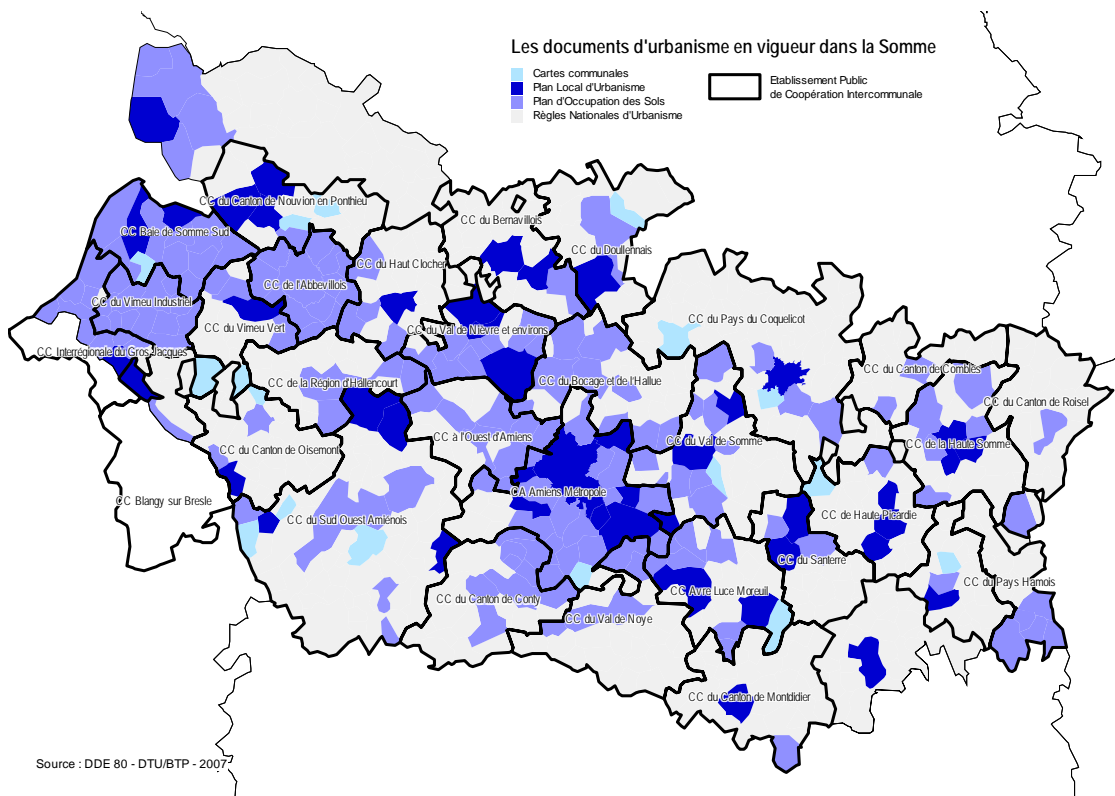 Les documents d'urbanisme en vigueur dans la Somme
Cartes communales
Plan Local d'Urbanisme
Plan d'Occupation des Sols
Règles Nationales d'Urbanisme
Etablissement Public
de Coopération Intercommunale
CC du Canton de Nouvion en Ponthieu
CC du Bernavillois
CC Baie de Somme Sud
CC du Doullennais
CC du Haut Clocher
CC de l'Abbevillois
CC du Vimeu Industriel
CC du Pays du Coquelicot
CC du Vimeu Vert
CC du Val de Nièvre et environs
CC Interrégionale du Gros Jacques
CC du Canton de Combles
CC de la Région d'Hallencourt
CC du Bocage et de l'Hallue
CC du Canton de Roisel
CC à l'Ouest d'Amiens
CC du Val de Somme
CC de la Haute Somme
CC du Canton de Oisemont
CA Amiens Métropole
CC Blangy sur Bresle
CC du Sud Ouest Amiénois
CC de Haute Picardie
CC du Santerre
CC du Pays Hamois
CC Avre Luce Moreuil
CC du Canton de Conty
CC du Val de Noye
CC du Canton de Montdidier
Source : DDE 80 - DTU/BTP - 2007